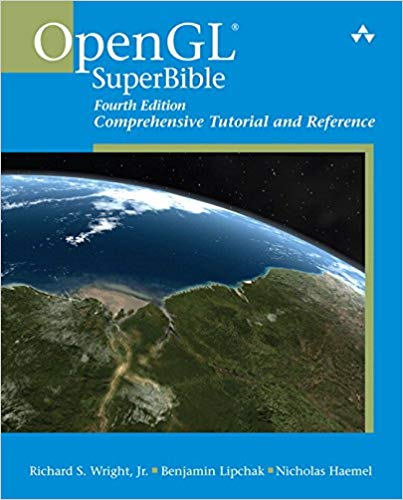 OpenGL®
SuperBible
Fourth Edition
Comprehensive Tutorial and Reference
Richard S. Wright, Jr. ■ Benjamin Lipchak ■ Nicholas Haemel